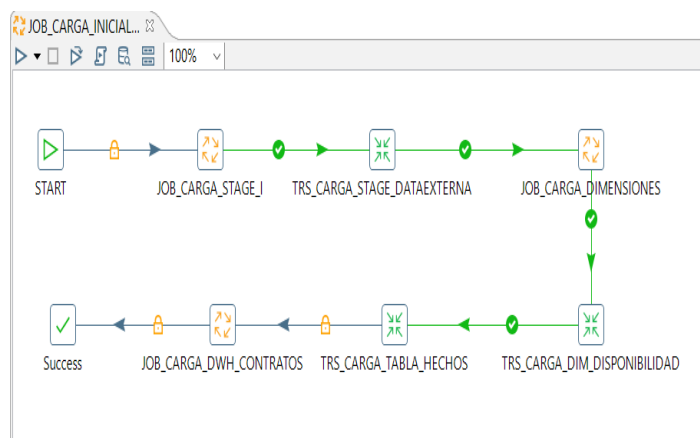 JOB_CARGA_INICIAL...
100%
START
JOB_CARGA_STAGE_I
TRS_CARGA_STAGE_DATAEXTERNA
JOB_CARGA_DIMENSIONES
Success
JOB_CARGA_DWH_CONTRATOS
TRS_CARGA_TABLA_HECHOS
TRS_CARGA_DIM_DISPONIBILIDAD